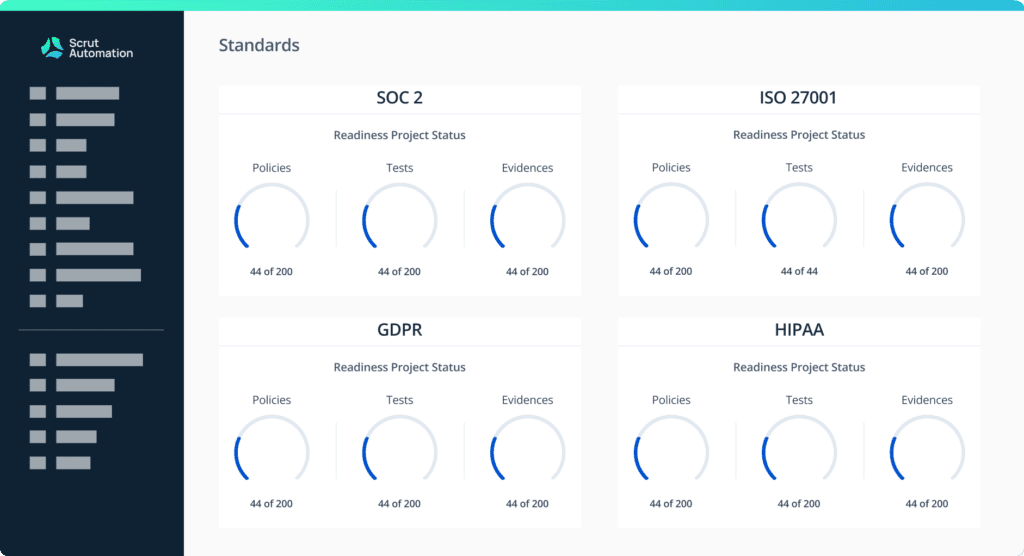 Scrut
Automation
Standards
SOC 2
Readiness Project Status
Policies Tests Evidences
44 of 200 44 of 200 44 of 200
ISO 27001
Readiness Project Status
Policies Tests Evidences
44 of 200 44 of 44 44 of 200
GDPR
Readiness Project Status
Policies Tests Evidences
44 of 200 44 of 200 44 of 200
HIPAA
Readiness Project Status
Policies Tests Evidences
44 of 200 44 of 200 44 of 200